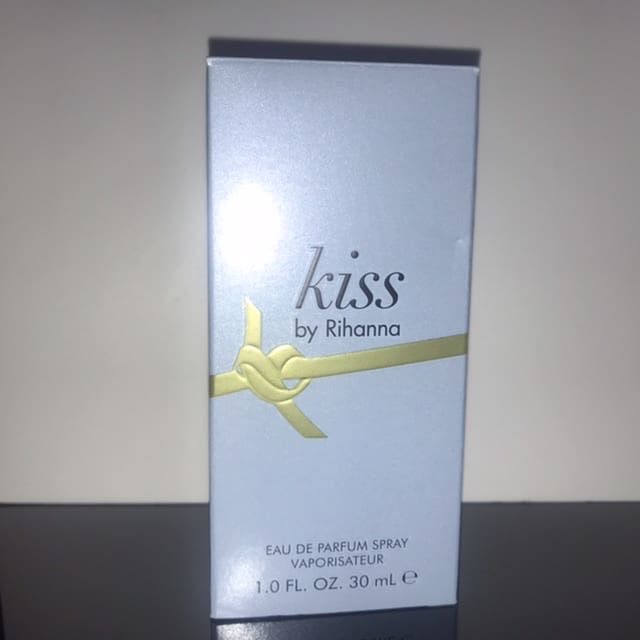 kiss
by Rihanna
EAU DE PARFUM SPRAY
VAPORISATEUR
1.0 FL. OZ. 30 mL ℮